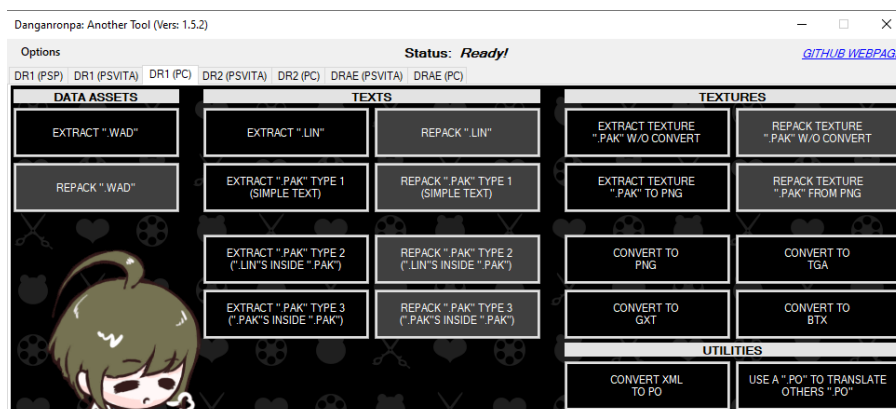 Danganronpa: Another Tool (Vers: 1.5.2)
Options
Status: Ready!
GITHUB WEBPAG
DR1 (PSP) DR1 (PSVITA) DR1 (PC) DR2 (PSVITA) DR2 (PC) DRAE (PSVITA) DRAE (PC)
DATA ASSETS
EXTRACT ".WAD"
REPACK ".WAD"
TEXTS
EXTRACT ".LIN"
REPACK ".LIN"
EXTRACT ".PAK" TYPE 1
(SIMPLE TEXT)
REPACK ".PAK" TYPE 1
(SIMPLE TEXT)
EXTRACT ".PAK" TYPE 2
(".LIN"S INSIDE ".PAK")
REPACK ".PAK" TYPE 2
(".LIN"S INSIDE ".PAK")
EXTRACT ".PAK" TYPE 3
(".PAK"S INSIDE ".PAK")
REPACK ".PAK" TYPE 3
(".PAK"S INSIDE ".PAK")
TEXTURES
EXTRACT TEXTURE
".PAK" W/O CONVERT
REPACK TEXTURE
".PAK" W/O CONVERT
EXTRACT TEXTURE
".PAK" TO PNG
REPACK TEXTURE
".PAK" FROM PNG
CONVERT TO
PNG
CONVERT TO
TGA
CONVERT TO
GXT
CONVERT TO
BTX
UTILITIES
CONVERT XML
TO PO
USE A ".PO" TO TRANSLATE
OTHERS ".PO"